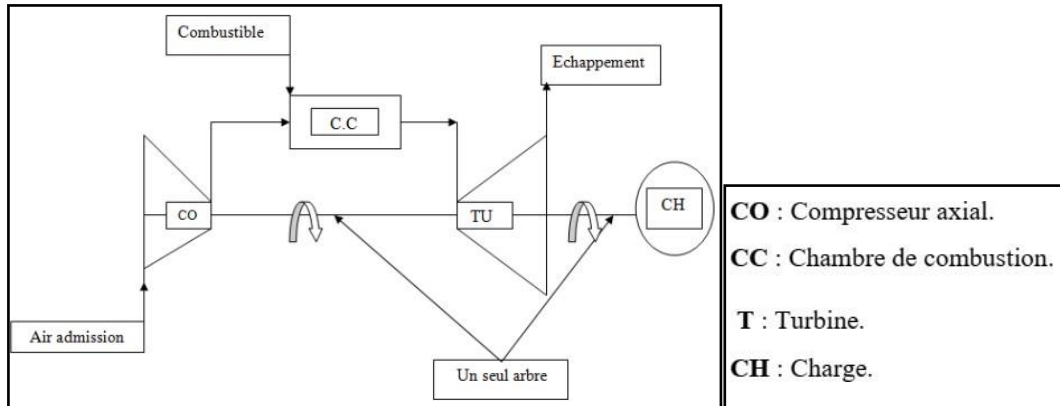 Combustible
Echappement
C.C
CO
TU
CH
Air admission
Un seul arbre
CO : Compresseur axial.
CC : Chambre de combustion.
T : Turbine.
CH : Charge.